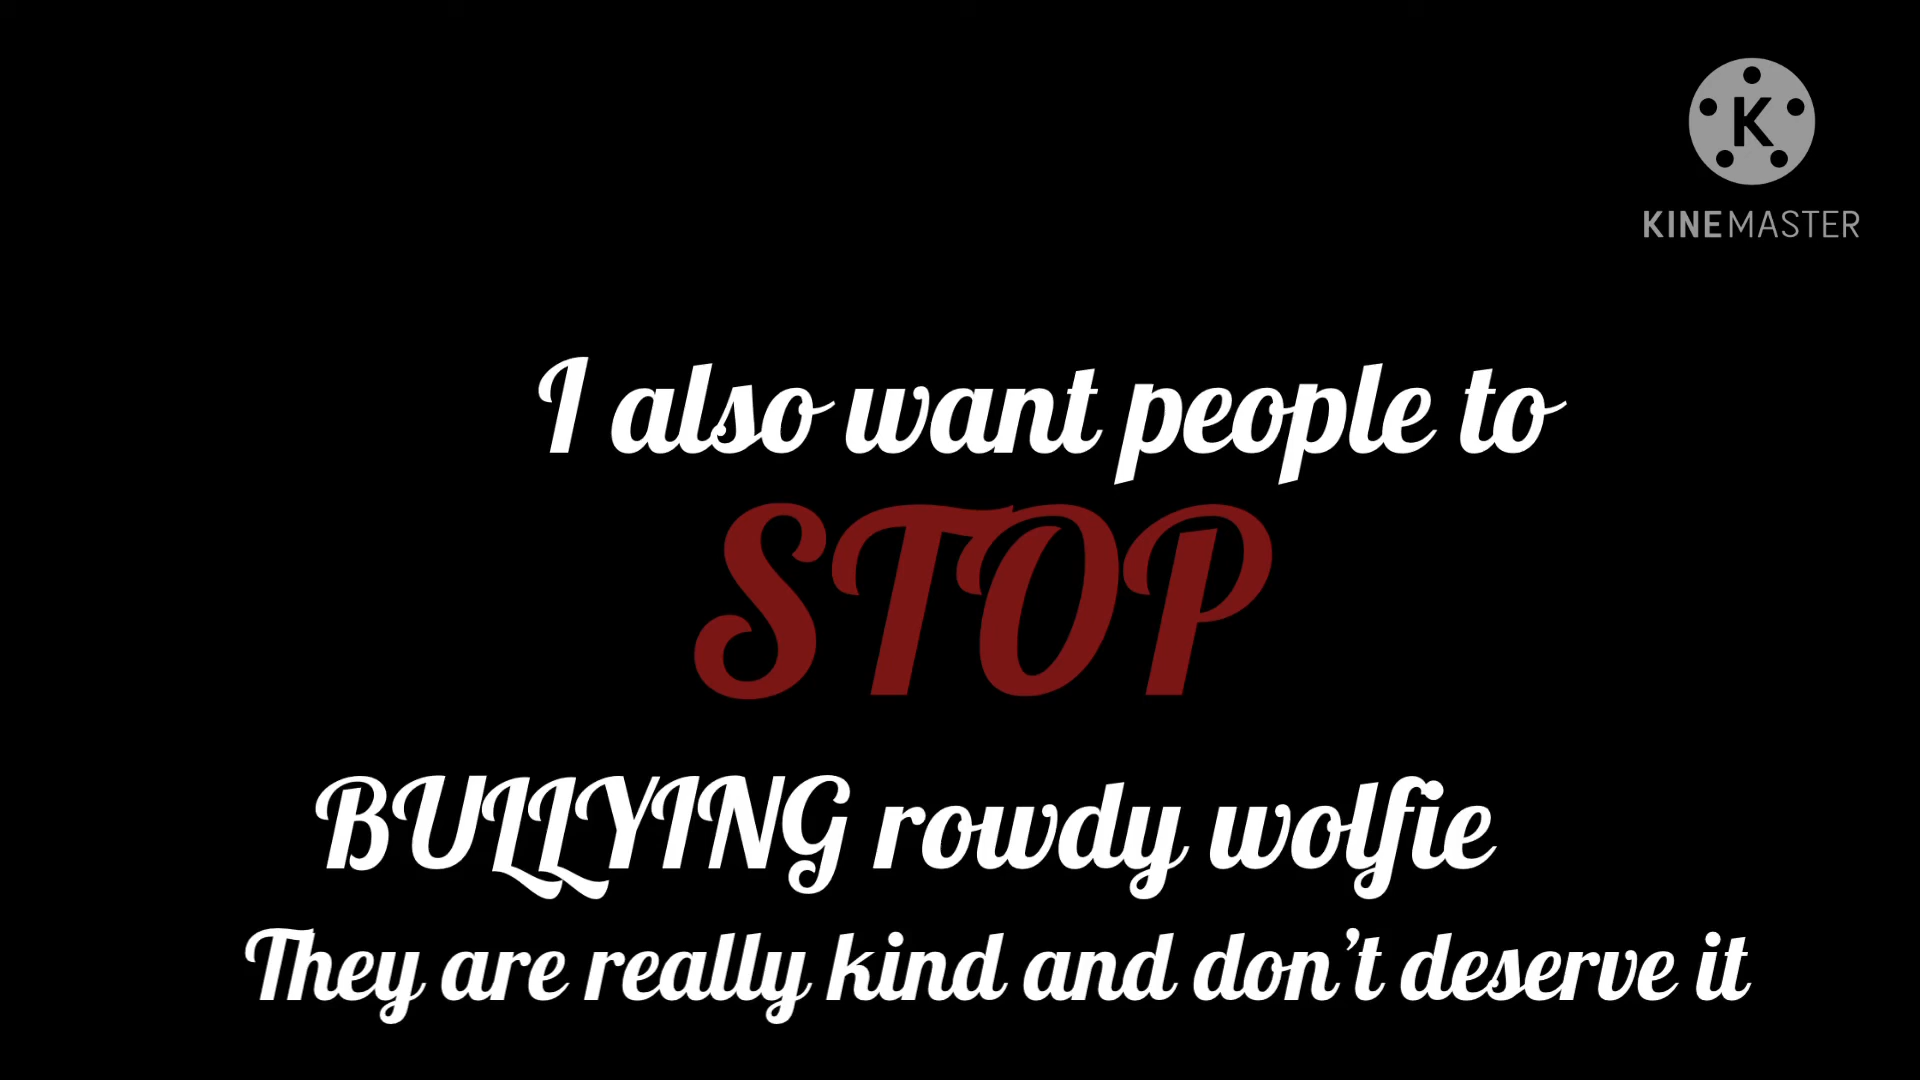 K
KINEMASTER
I also want people to
STOP
BULLYING rowdy wolfie
They are really kind and don't deserve it